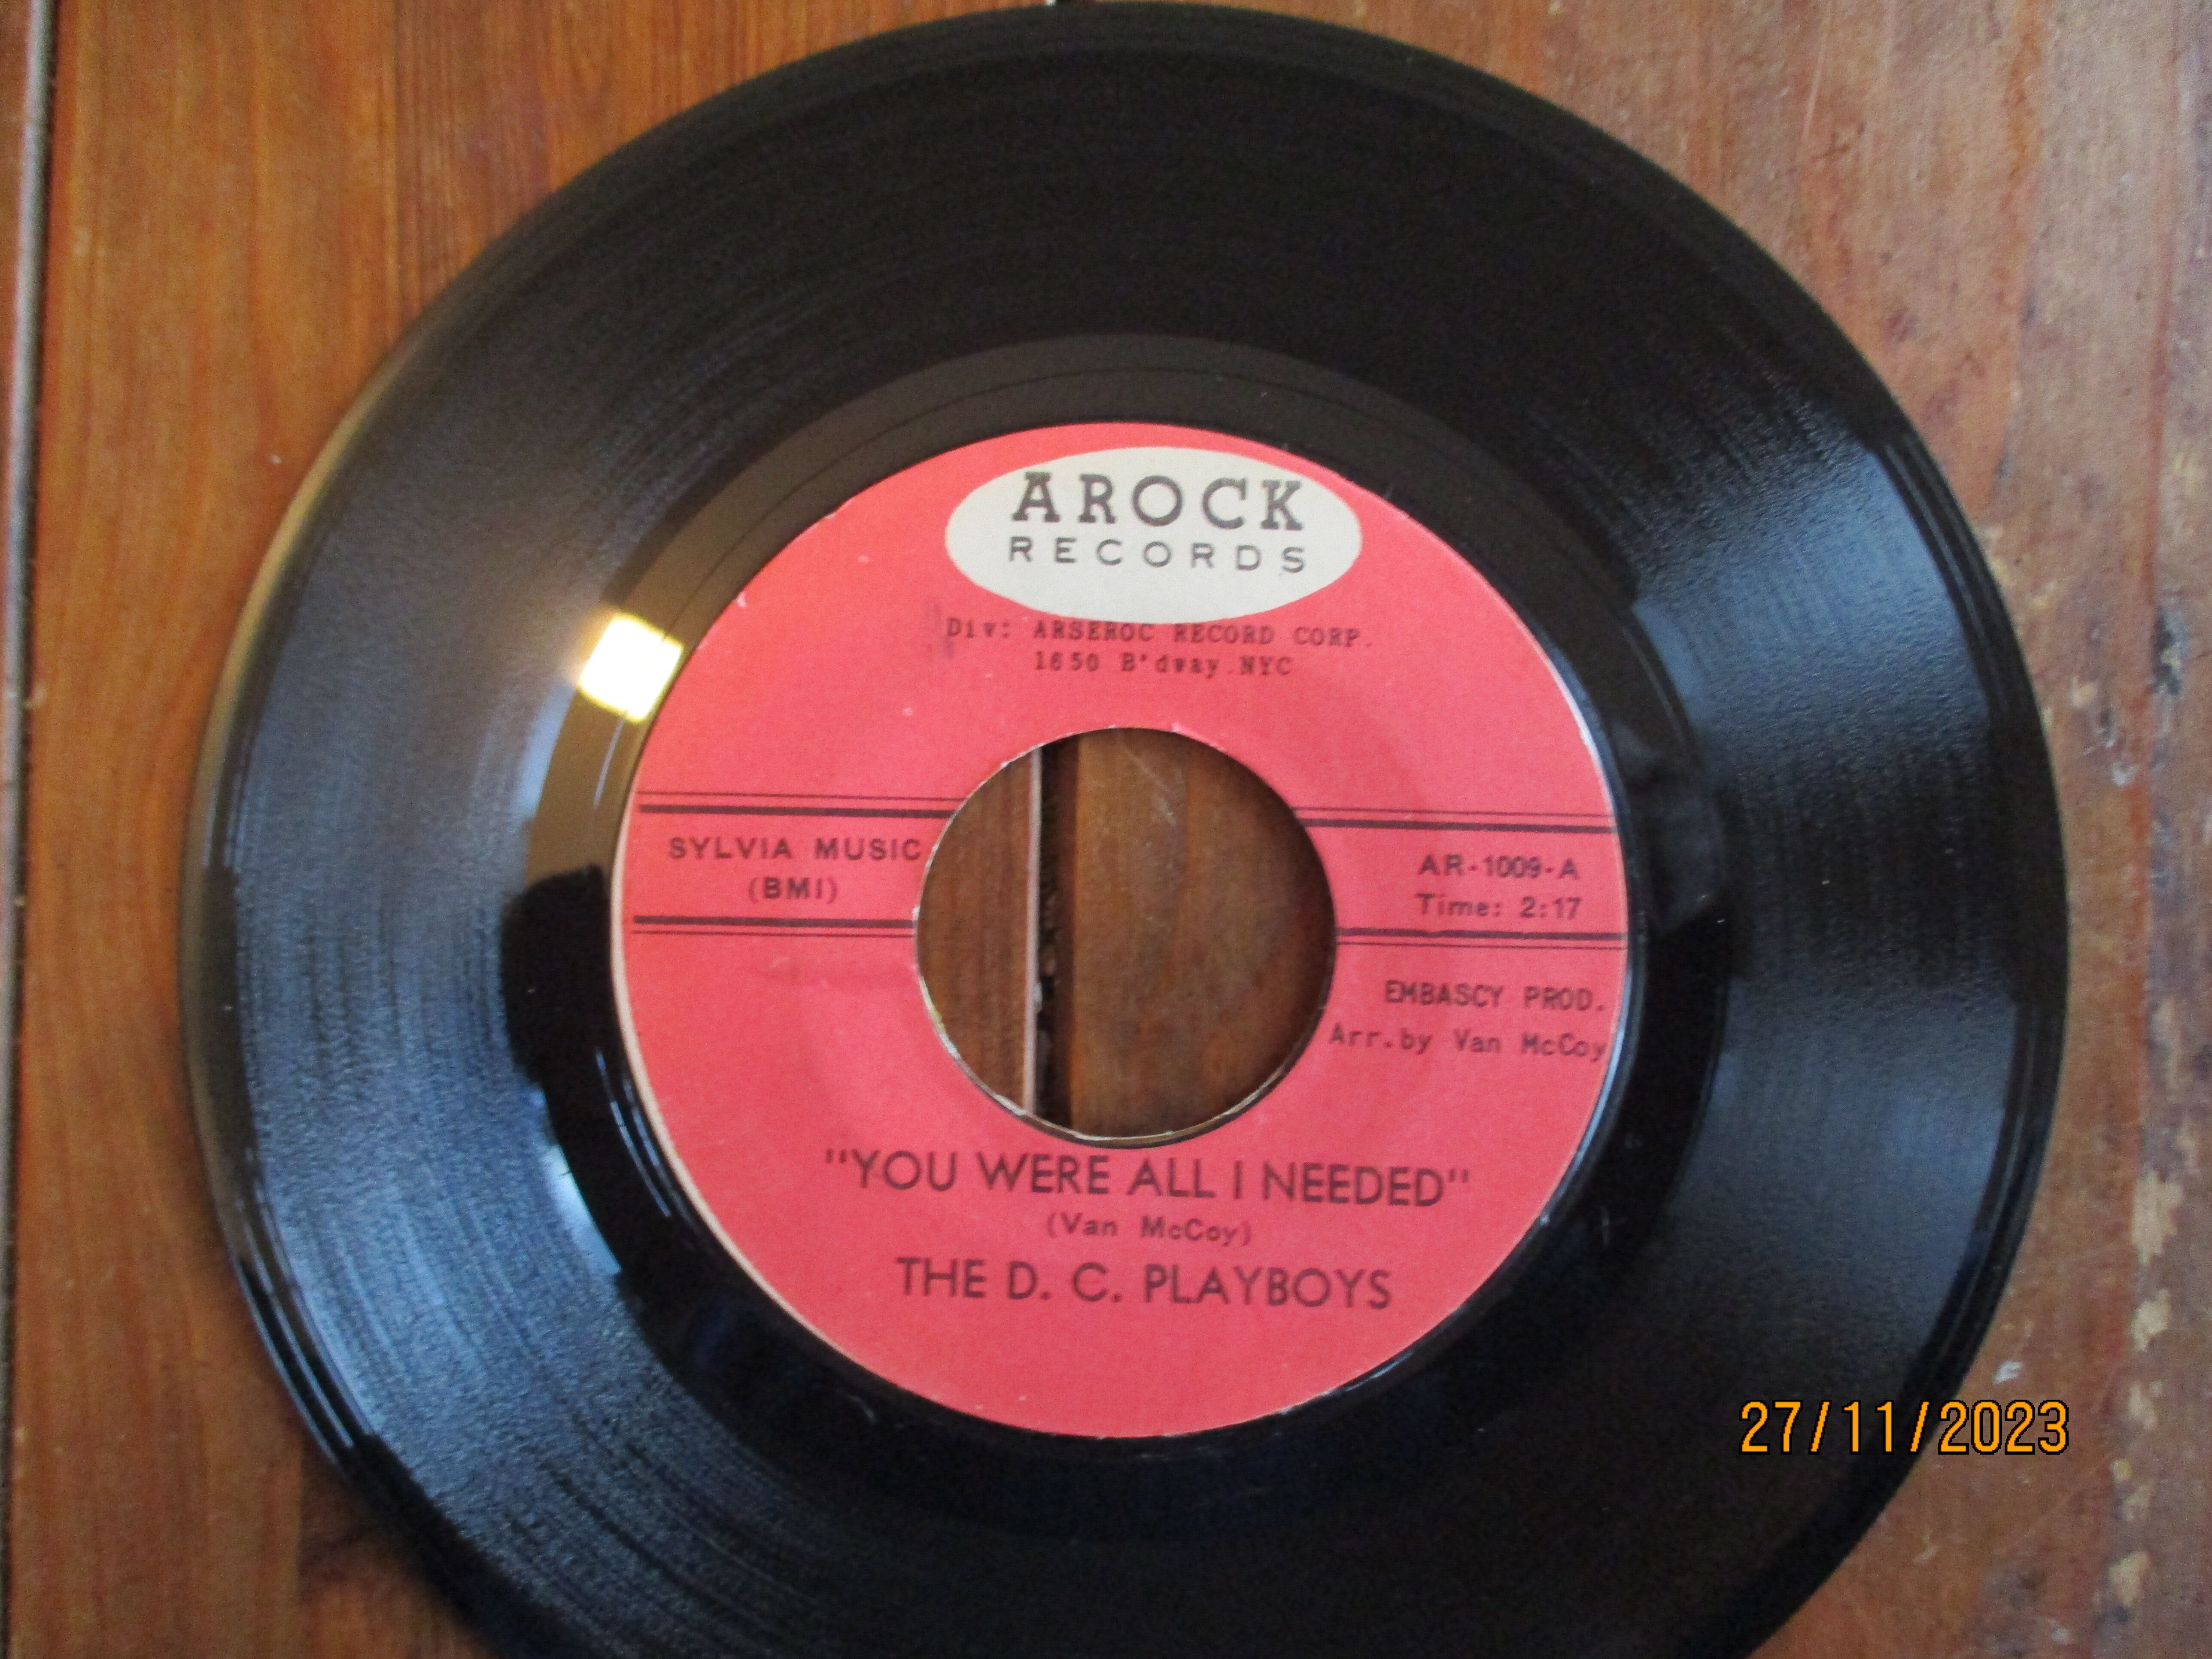 AROCK
RECORDS
Div: ARSEROC RECORD CORP.
1650 B'dway.NYC
SYLVIA MUSIC
(BMI)
AR-1009-A
Time: 2:17
EMBASCY PROD.
Arr.by Van McCoy
"YOU WERE ALL I NEEDED"
(Van McCoy)
THE D. C. PLAYBOYS
27/11/2023